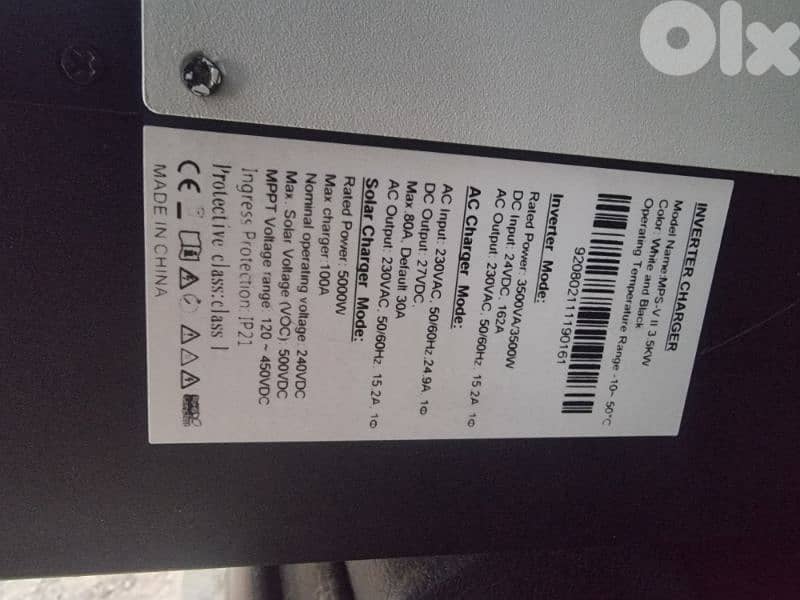 OLX
INVERTER CHARGER
Model Name:MPS-V II 3.5KW
Color: White and Black
Operating Temperature Range -10~ 50°C
920802111190161
Inverter Mode:
Rated Power: 3500VA/3500W
DC Input: 24VDC, 162A
AC Output: 230VAC, 50/60Hz, 15.2A, 1Φ
AC Charger Mode:
AC Input: 230VAC, 50/60Hz,24.9A, 1Φ
DC Output: 27VDC,
Max 80A, Default 30A
AC Output: 230VAC, 50/60Hz, 15.2A, 1Φ
Solar Charger Mode:
Rated Power: 5000W
Max charger:100A
Nominal operating voltage: 240VDC
Max. Solar Voltage (VOC): 500VDC
MPPT Voltage range: 120 ~ 450VDC
Ingress Protection: IP21
Protective class:class I
CE
MADE IN CHINA